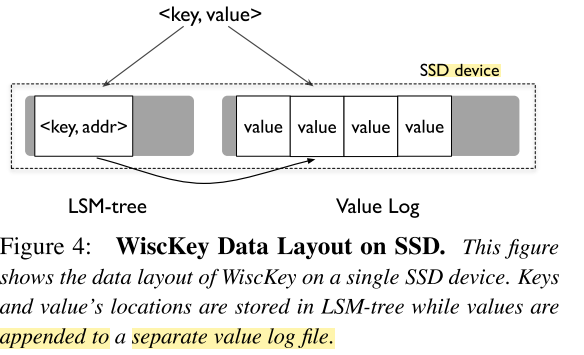 <key, value>
SSD device
<key, addr>
value
value
value
value
LSM-tree
Value Log
Figure 4: WiscKey Data Layout on SSD. This figure
shows the data layout of WiscKey on a single SSD device. Keys
and value's locations are stored in LSM-tree while values are
appended to a separate value log file.